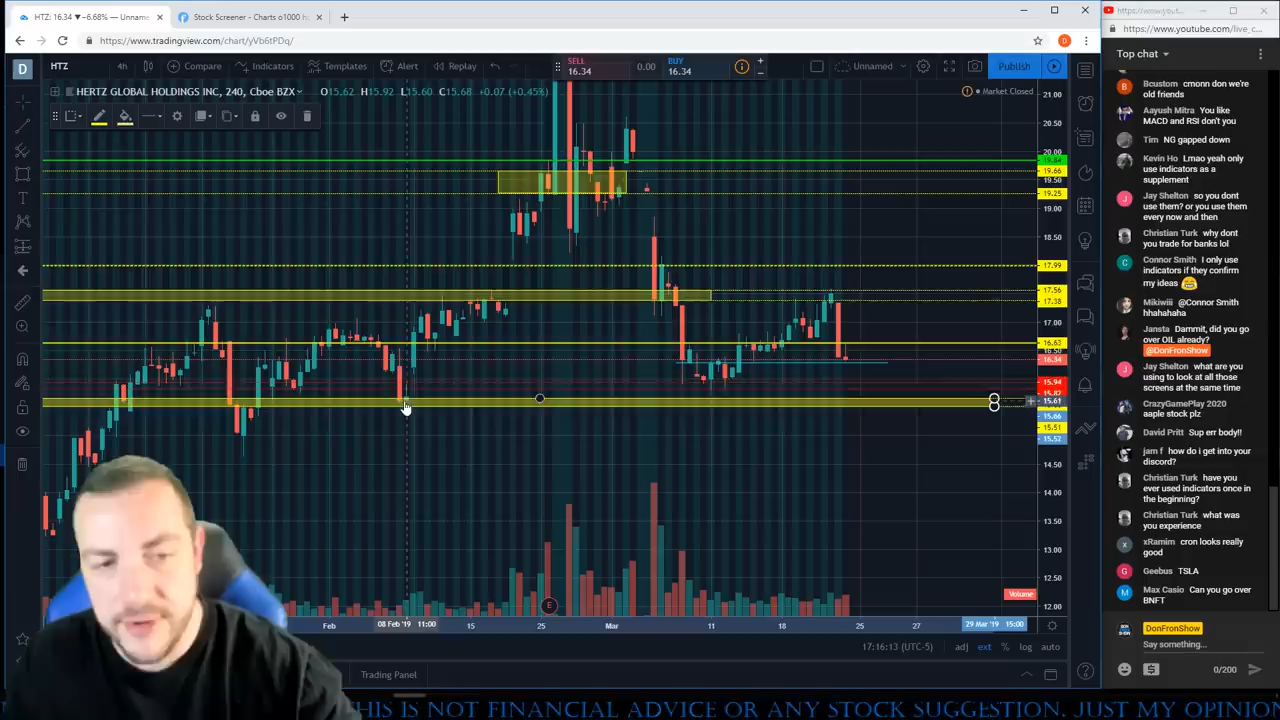 HTZ: 16.34 ▼−6.68% — Unnam
Stock Screener - Charts o1000 h
https://www.tradingview.com/chart/yVb6tPDq/
D
HTZ
4h
Compare
Indicators
Templates
Alert
Replay
SELL
16.34
0.00
BUY
16.34
Unnamed
Publish
HERTZ GLOBAL HOLDINGS INC, 240, Cboe BZX
O15.62 H15.92 L15.60 C15.68 +0.07 (+0.45%)
Market Closed
21.00
20.50
20.00
19.84
19.66
19.50
19.25
19.00
18.50
17.99
17.56
17.38
17.00
16.63
16.50
16.34
15.94
15.82
15.61
15.66
15.51
15.52
14.50
14.00
13.50
13.00
12.50
12.00
Volume
E
Feb
08 Feb '19 11:00
15
25
Mar
11
18
25
27
29 Mar '19 15:00
17:16:13 (UTC-5)
adj
ext
%
log
auto
Trading Panel
https://www.youtube.com/live_c...
Top chat
Bcustom cmnon don we're
old friends
Aayush Mitra You like
MACD and RSI don't you
Tim NG gapped down
Kevin Ho Lmao yeah only
use indicators as a
supplement
Jay Shelton so you dont
use them? or you use them
every now and then
Christian Turk why dont
you trade for banks lol
Connor Smith I only use
indicators if they confirm
my ideas 😁
Mikiwiii @Connor Smith
hhahahaha
Jansta Dammit, did you go
over OIL already?
@DonFronShow
Jay Shelton what are you
using to look at all those
screens at the same time
CrazyGamePlay 2020
aaple stock plz
David Pritt Sup err body!!
jam f how do i get into your
discord?
Christian Turk have you
ever used indicators once in
the beginning?
Christian Turk what was
you experience
xRamim cron looks really
good
Geebus TSLA
Max Casio Can you go over
BNFT
DonFronShow
Say something...
0/200
THIS IS NOT FINANCIAL ADVICE OR ANY STOCK SUGGESTION. JUST MY OPINION